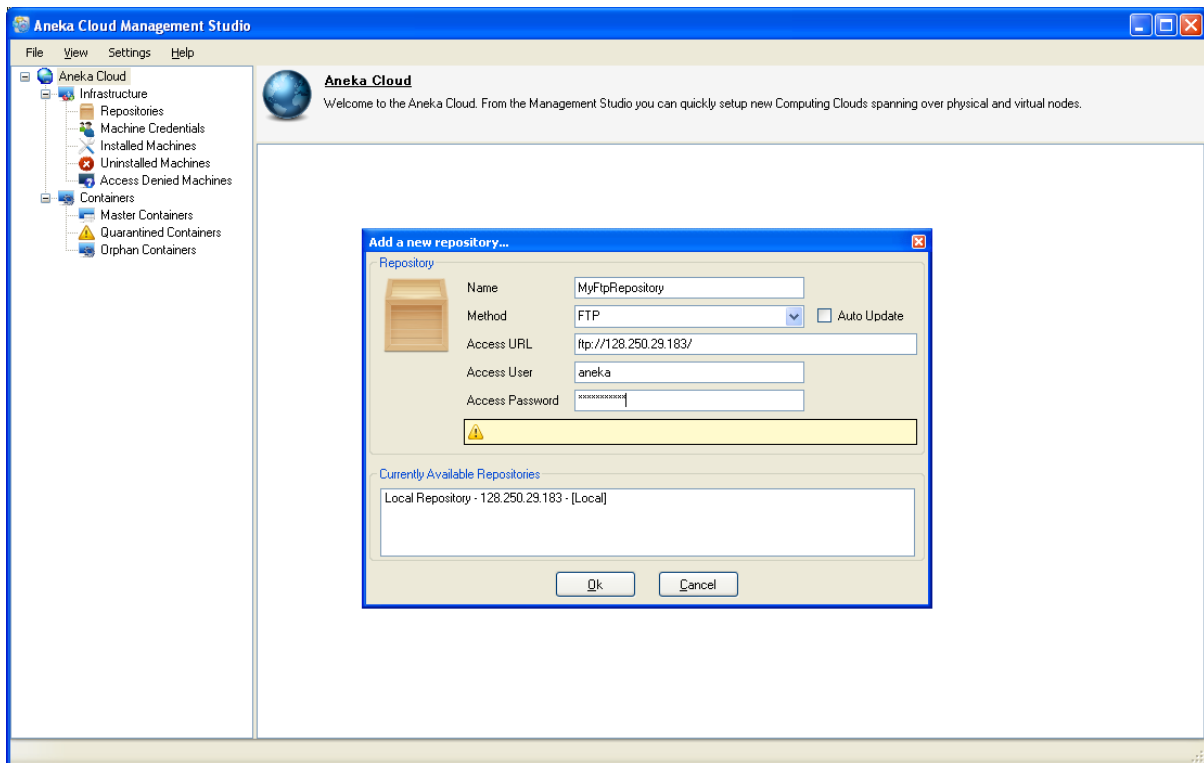 Aneka Cloud Management Studio
File View Settings Help
Aneka Cloud
Infrastructure
Repositories
Machine Credentials
Installed Machines
Uninstalled Machines
Access Denied Machines
Containers
Master Containers
Quarantined Containers
Orphan Containers
Aneka Cloud
Welcome to the Aneka Cloud. From the Management Studio you can quickly setup new Computing Clouds spanning over physical and virtual nodes.
Add a new repository...
Repository
Name MyFtpRepository
Method FTP Auto Update
Access URL ftp://128.250.29.183/
Access User aneka
Access Password ***********
Currently Available Repositories
Local Repository - 128.250.29.183 - [Local]
Ok Cancel